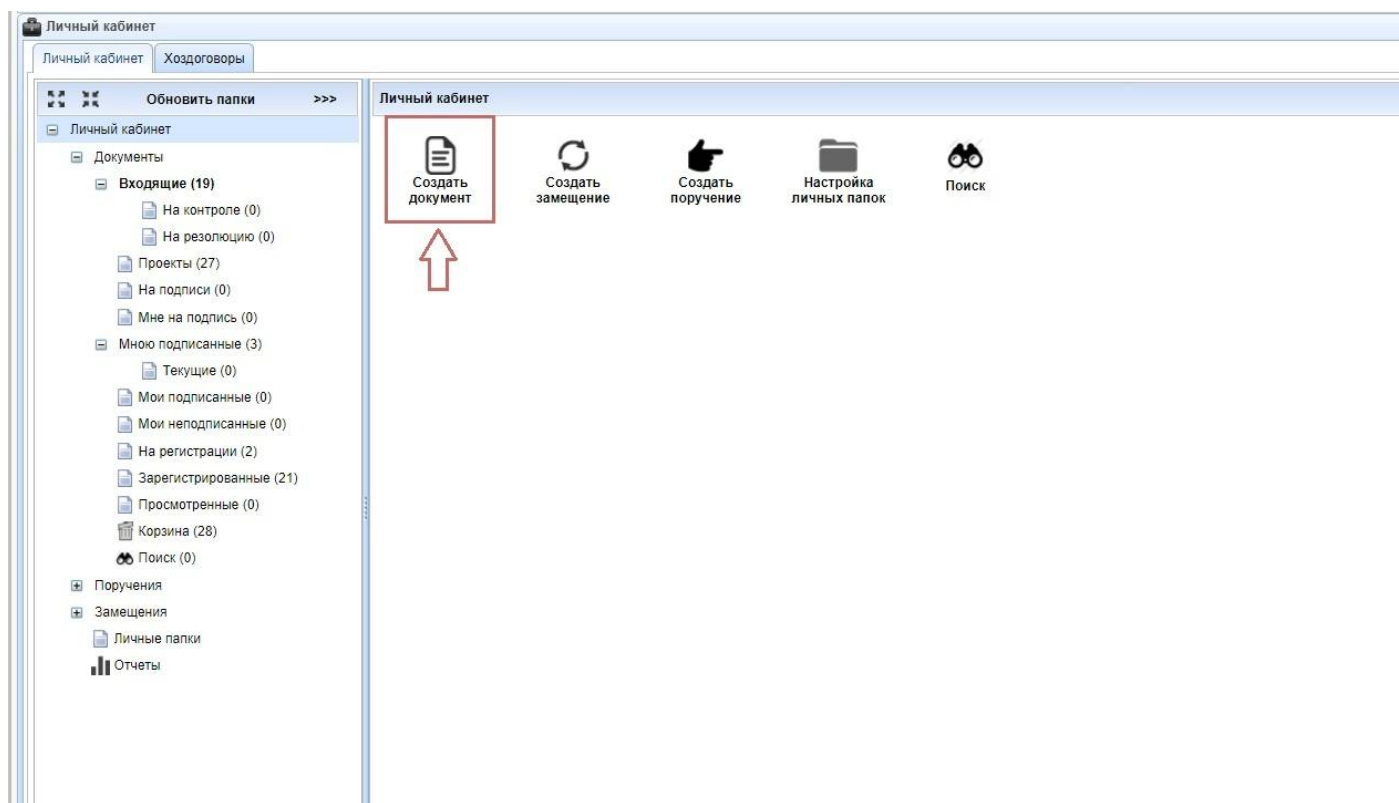 Личный кабинет
Личный кабинет
Хоздоговоры
Обновить папки >>>
Личный кабинет
Документы
Входящие (19)
На контроле (0)
На резолюцию (0)
Проекты (27)
На подписи (0)
Мне на подпись (0)
Мною подписанные (3)
Текущие (0)
Мои подписанные (0)
Мои неподписанные (0)
На регистрации (2)
Зарегистрированные (21)
Просмотренные (0)
Корзина (28)
Поиск (0)
Поручения
Замещения
Личные папки
Отчеты
Личный кабинет
Создать
документ
Создать
замещение
Создать
поручение
Настройка
личных папок
Поиск